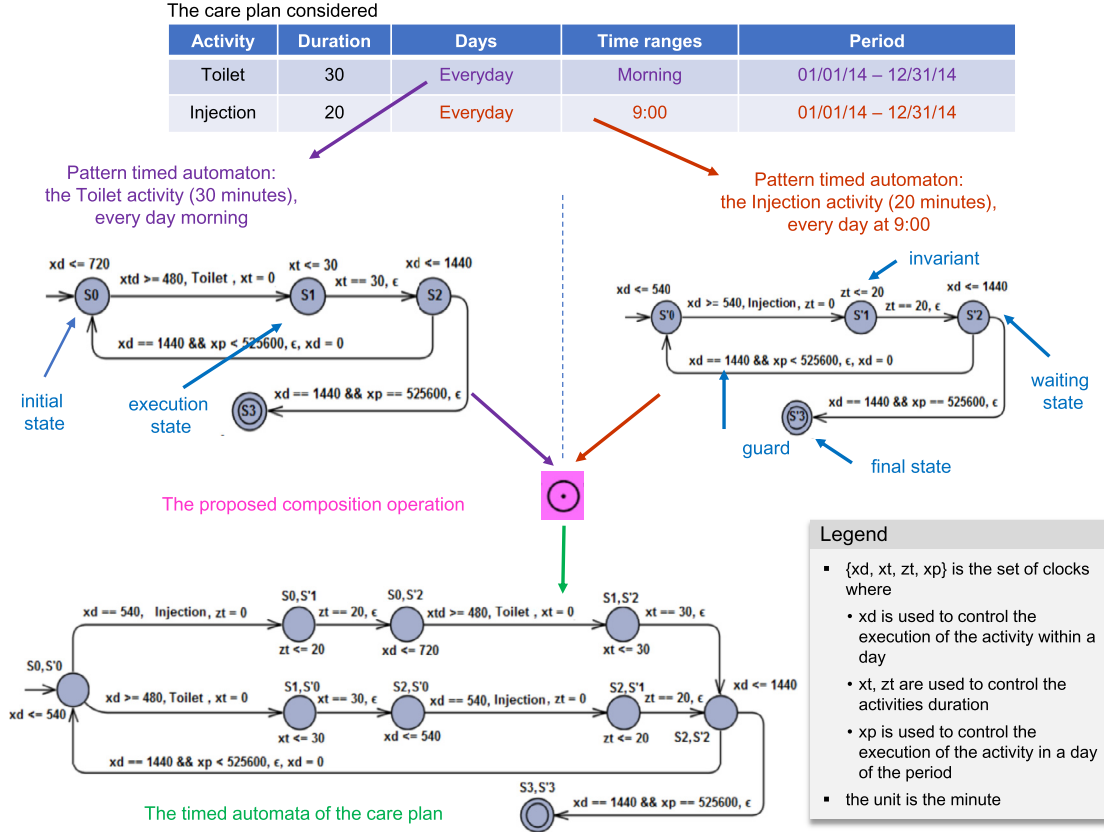 The care plan considered
Activity Duration Days Time ranges Period
Toilet 30 Everyday Morning 01/01/14 – 12/31/14
Injection 20 Everyday 9:00 01/01/14 – 12/31/14
Pattern timed automaton:
the Toilet activity (30 minutes),
every day morning
Pattern timed automaton:
the Injection activity (20 minutes),
every day at 9:00
xd <= 720
xtd >= 480, Toilet , xt = 0
xt <= 30
xt == 30, ϵ
xd <= 1440
S0
S1
S2
xd == 1440 && xp < 525600, ϵ, xd = 0
xd == 1440 && xp == 525600, ϵ
S3
initial
state
execution
state
invariant
xd <= 540
xd >= 540, Injection, zt = 0
zt <= 20
zt == 20, ϵ
xd <= 1440
S'0
S'1
S'2
xd == 1440 && xp < 525600, ϵ, xd = 0
xd == 1440 && xp == 525600, ϵ
S'3
waiting
state
guard
final state
The proposed composition operation
S0,S'0
xd <= 540
xd == 540, Injection, zt = 0
S0,S'1
zt <= 20
zt == 20, ϵ
S0,S'2
xd <= 720
xtd >= 480, Toilet , xt = 0
S1,S'2
xt <= 30
xt == 30, ϵ
xd >= 480, Toilet , xt = 0
S1,S'0
xt <= 30
xt == 30, ϵ
S2,S'0
xd <= 540
xd == 540, Injection, zt = 0
S2,S'1
zt <= 20
zt == 20, ϵ
xd <= 1440
S2,S'2
xd == 1440 && xp < 525600, ϵ, xd = 0
S3,S'3
xd == 1440 && xp == 525600, ϵ
The timed automata of the care plan
Legend
▪ {xd, xt, zt, xp} is the set of clocks
where
• xd is used to control the
execution of the activity within a
day
• xt, zt are used to control the
activities duration
• xp is used to control the
execution of the activity in a day
of the period
▪ the unit is the minute